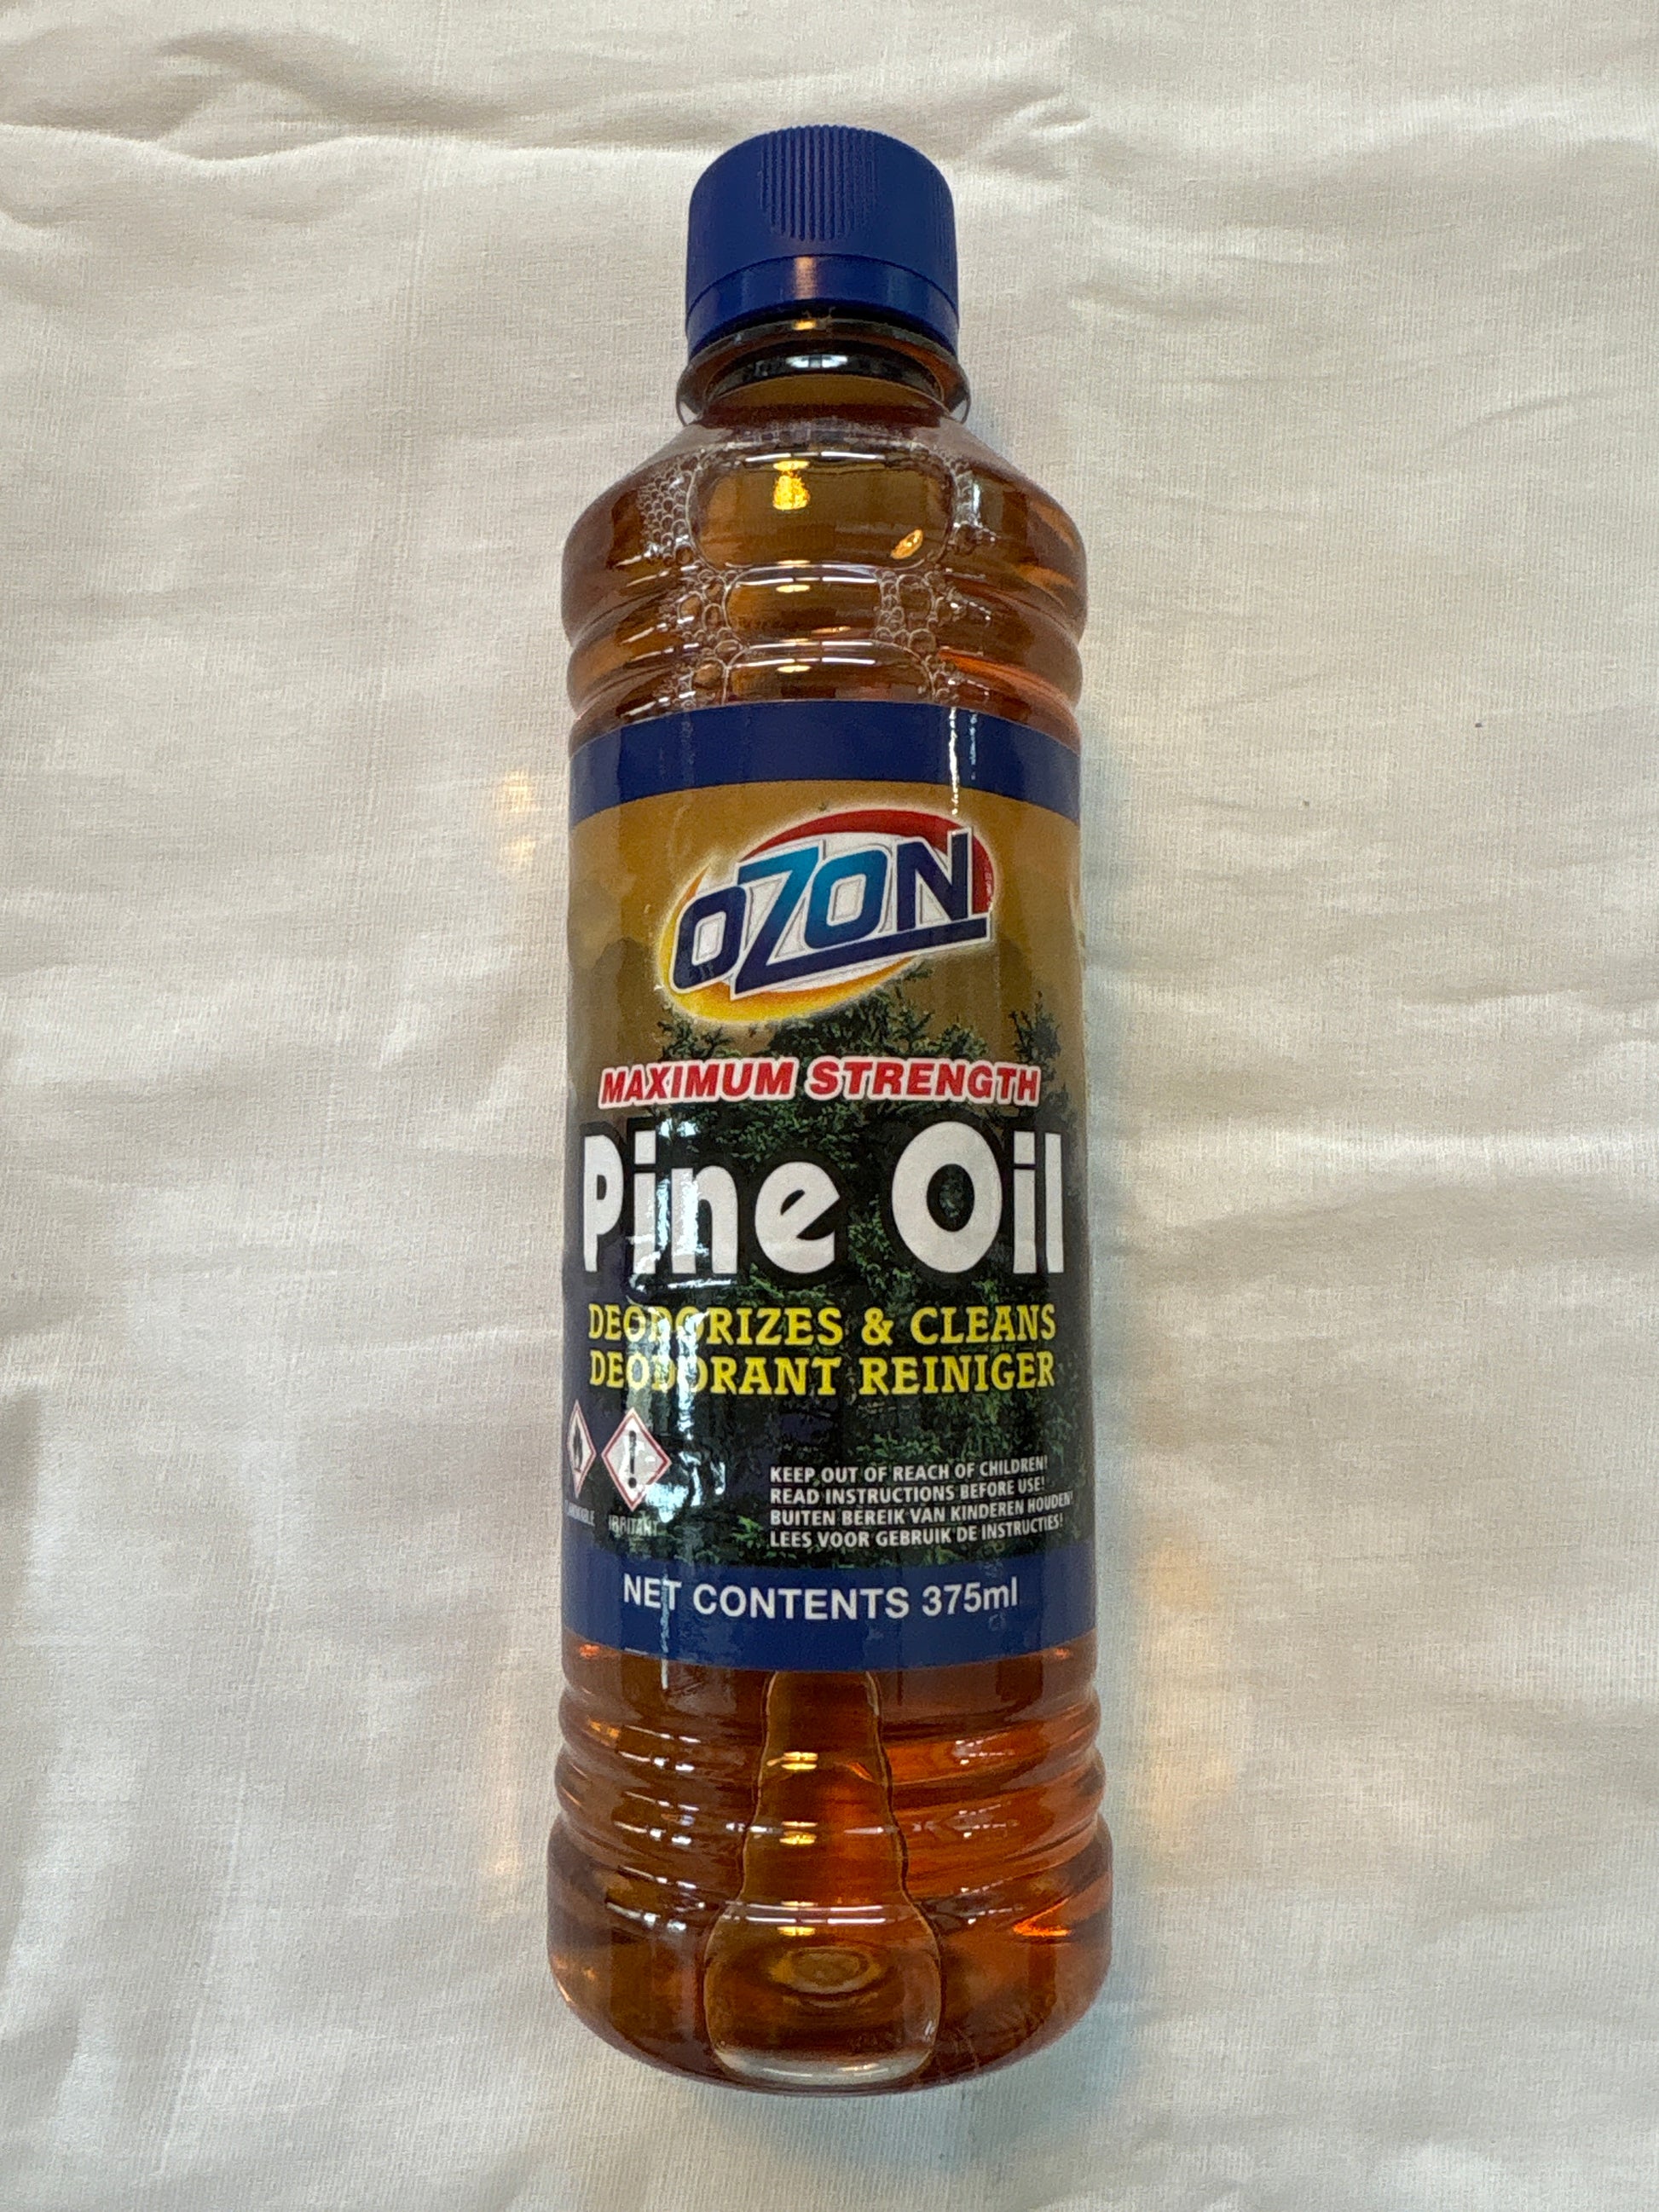 OZON
MAXIMUM STRENGTH
Pine Oil
DEODORIZES & CLEANS
DEODORANT REINIGER
IRRITANT
KEEP OUT OF REACH OF CHILDREN!
READ INSTRUCTIONS BEFORE USE!
BUITEN BEREIK VAN KINDEREN HOUDEN!
LEES VOOR GEBRUIK DE INSTRUCTIES!
NET CONTENTS 375ml